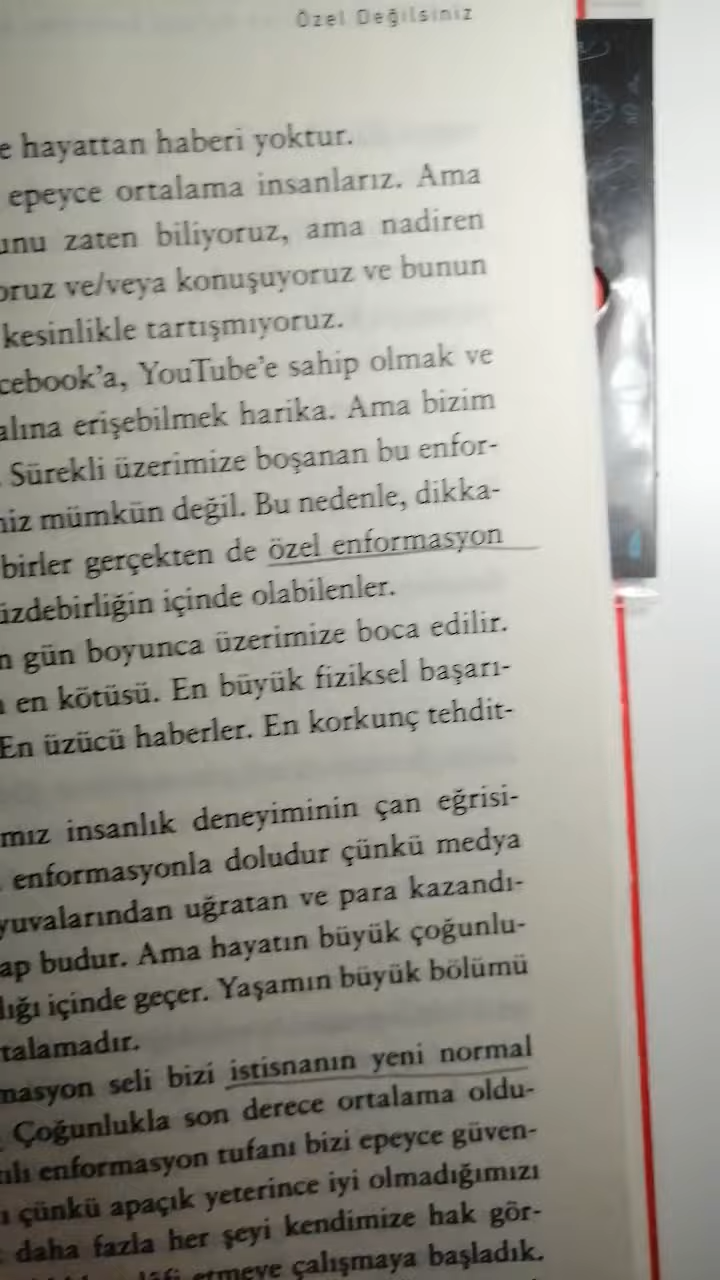 Özel Değilsiniz
e hayattan haberi yoktur.
epeyce ortalama insanlarız. Ama
unu zaten biliyoruz, ama nadiren
oruz ve/veya konuşuyoruz ve bunun
kesinlikle tartışmıyoruz.
cebook'a, YouTube'e sahip olmak ve
alına erişebilmek harika. Ama bizim
. Sürekli üzerimize boşanan bu enfor-
niz mümkün değil. Bu nedenle, dikka-
birler gerçekten de özel enformasyon
üzdebirliğin içinde olabilenler.
n gün boyunca üzerimize boca edilir.
en kötüsü. En büyük fiziksel başarı-
En üzücü haberler. En korkunç tehdit-
mız insanlık deneyiminin çan eğrisi-
enformasyonla doludur çünkü medya
yuvalarından uğratan ve para kazandı-
ap budur. Ama hayatın büyük çoğunlu-
lığı içinde geçer. Yaşamın büyük bölümü
talamadır.
masyon seli bizi istisnanın yeni normal
. Çoğunlukla son derece ortalama oldu-
ılı enformasyon tufanı bizi epeyce güven-
ı çünkü apaçık yeterince iyi olmadığımızı
daha fazla her şeyi kendimize hak gör-
etmeye çalışmaya başladık.